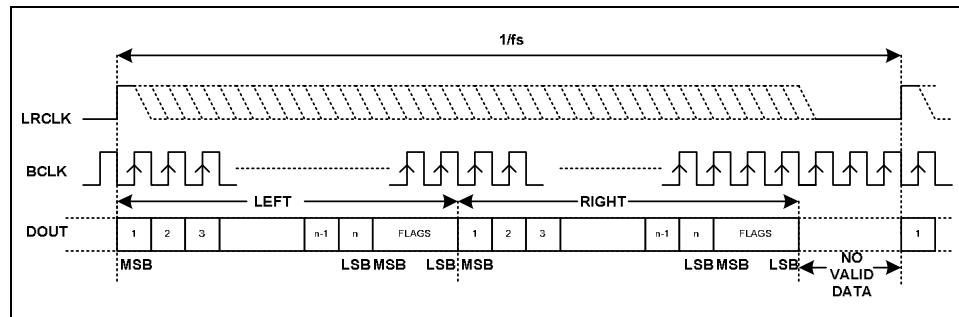 1/fs
LRCLK
BCLK
LEFT RIGHT
DOUT 1 2 3 n-1 n FLAGS 1 2 3 n-1 n FLAGS 1
MSB LSB MSB LSB MSB LSB MSB LSB
NO
VALID
DATA